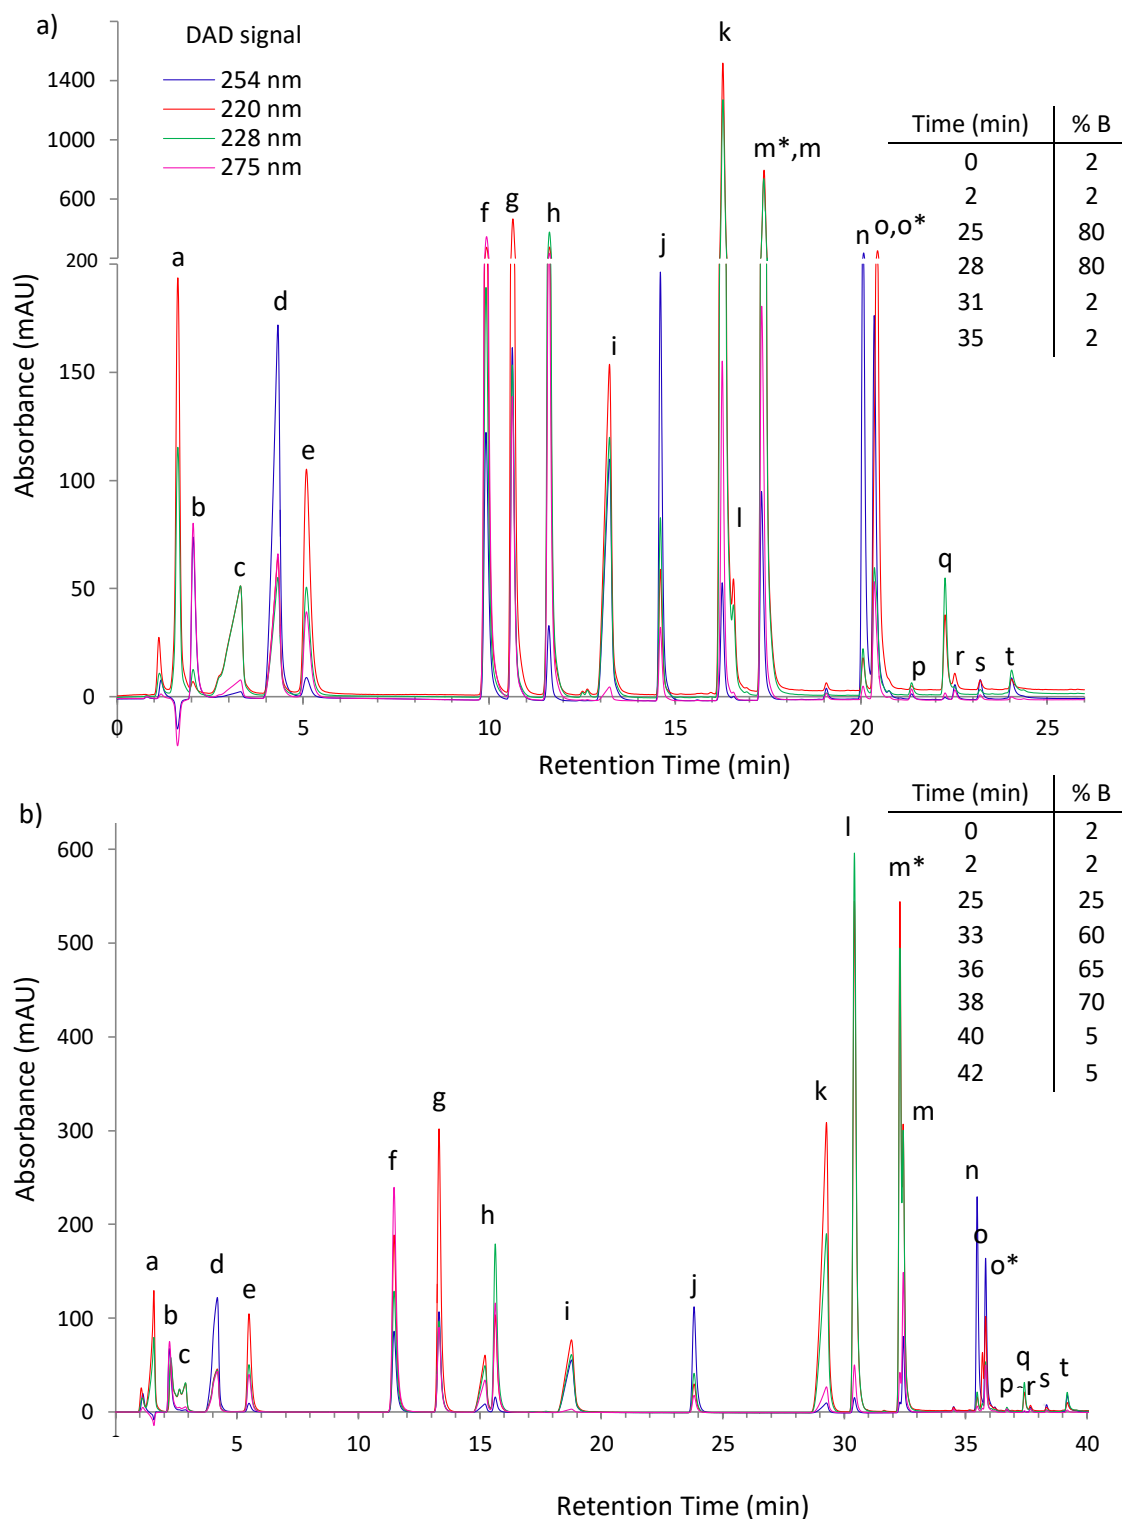 a)
DAD signal
254 nm
220 nm
228 nm
275 nm
Time (min) % B
0 2
2 2
25 80
28 80
31 2
35 2
a b c d e f g h i j k l m*,m n o,o* p q r s t
1400
1000
600
200
150
100
50
0
0 5 10 15 20 25
Absorbance (mAU)
Retention Time (min)
b)
Time (min) % B
0 2
2 2
25 25
33 60
36 65
38 70
40 5
42 5
a b c d e f g h i j k l m* m n o o* p q r s t
600
500
400
300
200
100
0
5 10 15 20 25 30 35 40
Absorbance (mAU)
Retention Time (min)